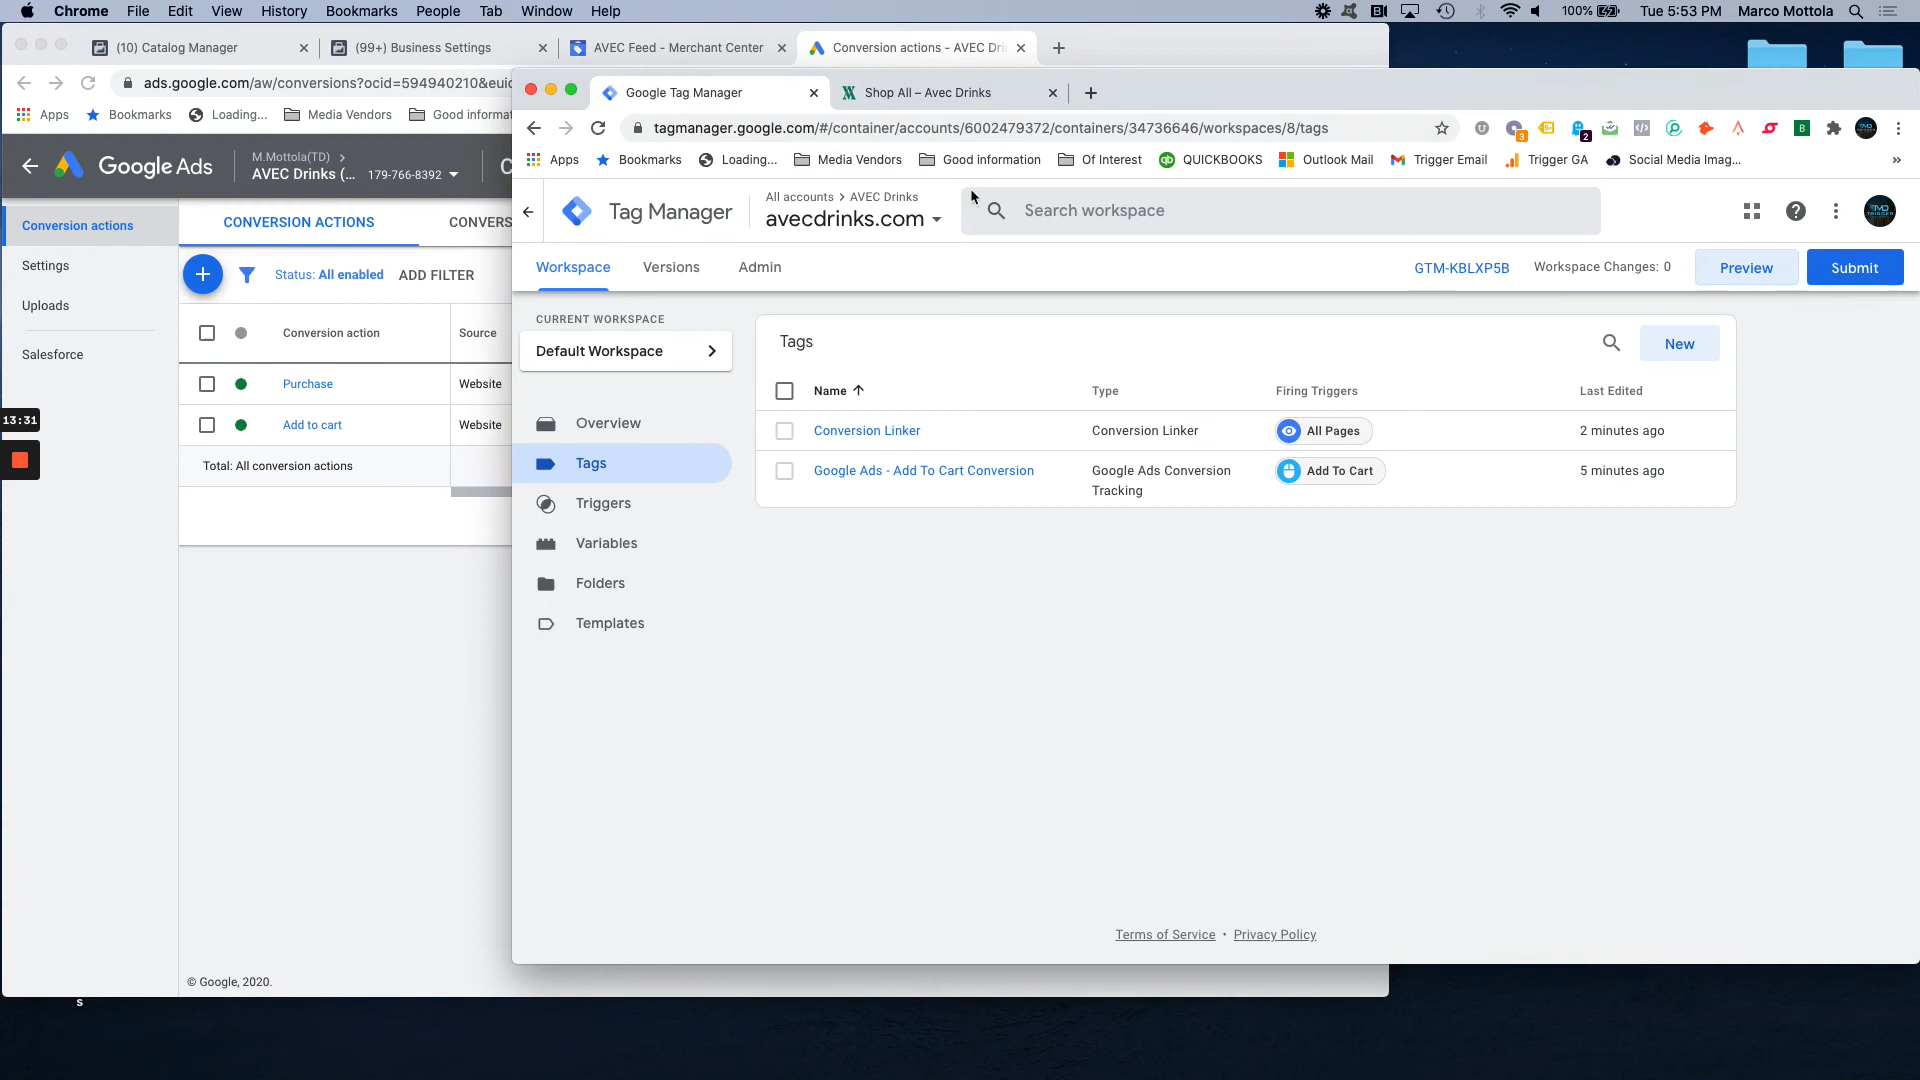 Chrome File Edit View History Bookmarks People Tab Window Help
100% Tue 5:53 PM Marco Mottola
(10) Catalog Manager
(99+) Business Settings
AVEC Feed - Merchant Center
Conversion actions - AVEC Dri
ads.google.com/aw/conversions?ocid=594940210&euid
Apps Bookmarks Loading... Media Vendors Good informat
Google Ads
M.Mottola(TD)
AVEC Drinks (... 179-766-8392
C
Conversion actions
Settings
Uploads
Salesforce
CONVERSION ACTIONS CONVERS
Status: All enabled ADD FILTER
Conversion action Source
Purchase Website
Add to cart Website
Total: All conversion actions
© Google, 2020.
s
13:31
Google Tag Manager
Shop All – Avec Drinks
tagmanager.google.com/#/container/accounts/6002479372/containers/34736646/workspaces/8/tags
3
2
B
Apps Bookmarks Loading... Media Vendors Good information Of Interest QUICKBOOKS Outlook Mail Trigger Email Trigger GA Social Media Imag... »
Tag Manager
All accounts > AVEC Drinks
avecdrinks.com
Search workspace
Workspace Versions Admin
GTM-KBLXP5B Workspace Changes: 0 Preview Submit
CURRENT WORKSPACE
Default Workspace
Overview
Tags
Triggers
Variables
Folders
Templates
Tags
New
Name Type Firing Triggers Last Edited
Conversion Linker Conversion Linker All Pages 2 minutes ago
Google Ads - Add To Cart Conversion Google Ads Conversion Tracking Add To Cart 5 minutes ago
Terms of Service • Privacy Policy